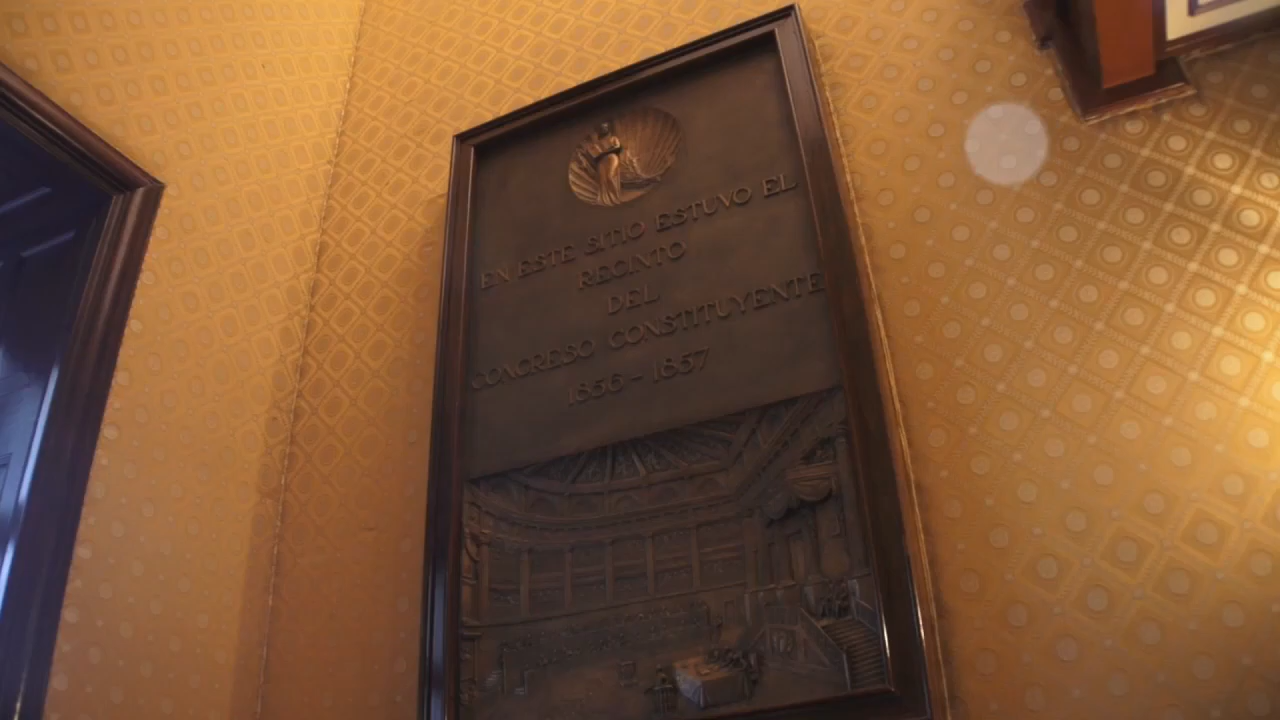 EN ESTE SITIO ESTUVO EL
RECINTO
DEL
CONGRESO CONSTITUYENTE
1856-1857